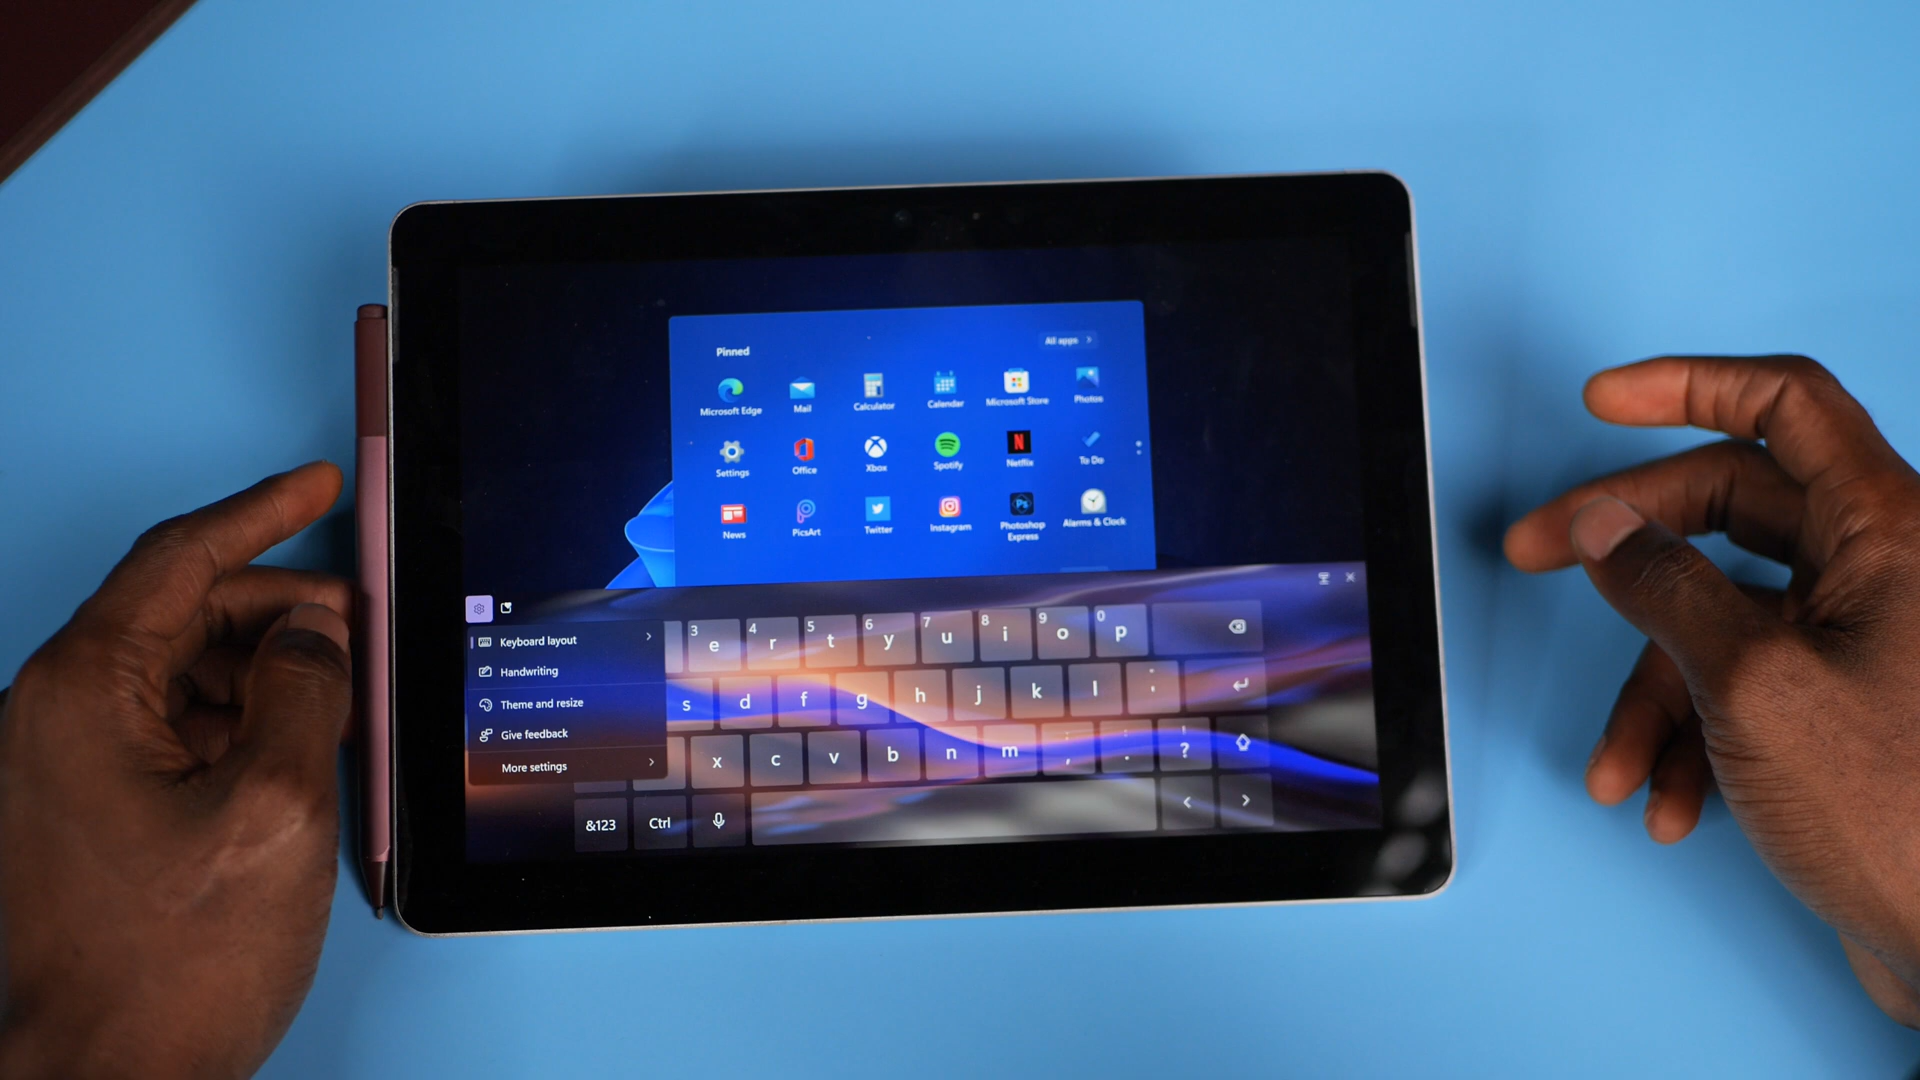 Pinned All apps >
Microsoft Edge Mail Calculator Calendar Microsoft Store Photos
Settings Office Xbox Spotify Netflix To Do
News PicsArt Twitter Instagram Photoshop Express Alarms & Clock
Keyboard layout >
Handwriting
Theme and resize
Give feedback
More settings >
3 e 4 r 5 t 6 y 7 u 8 i 9 o 0 p
s d f g h j k l
x c v b n m , . ?
&123 Ctrl < >